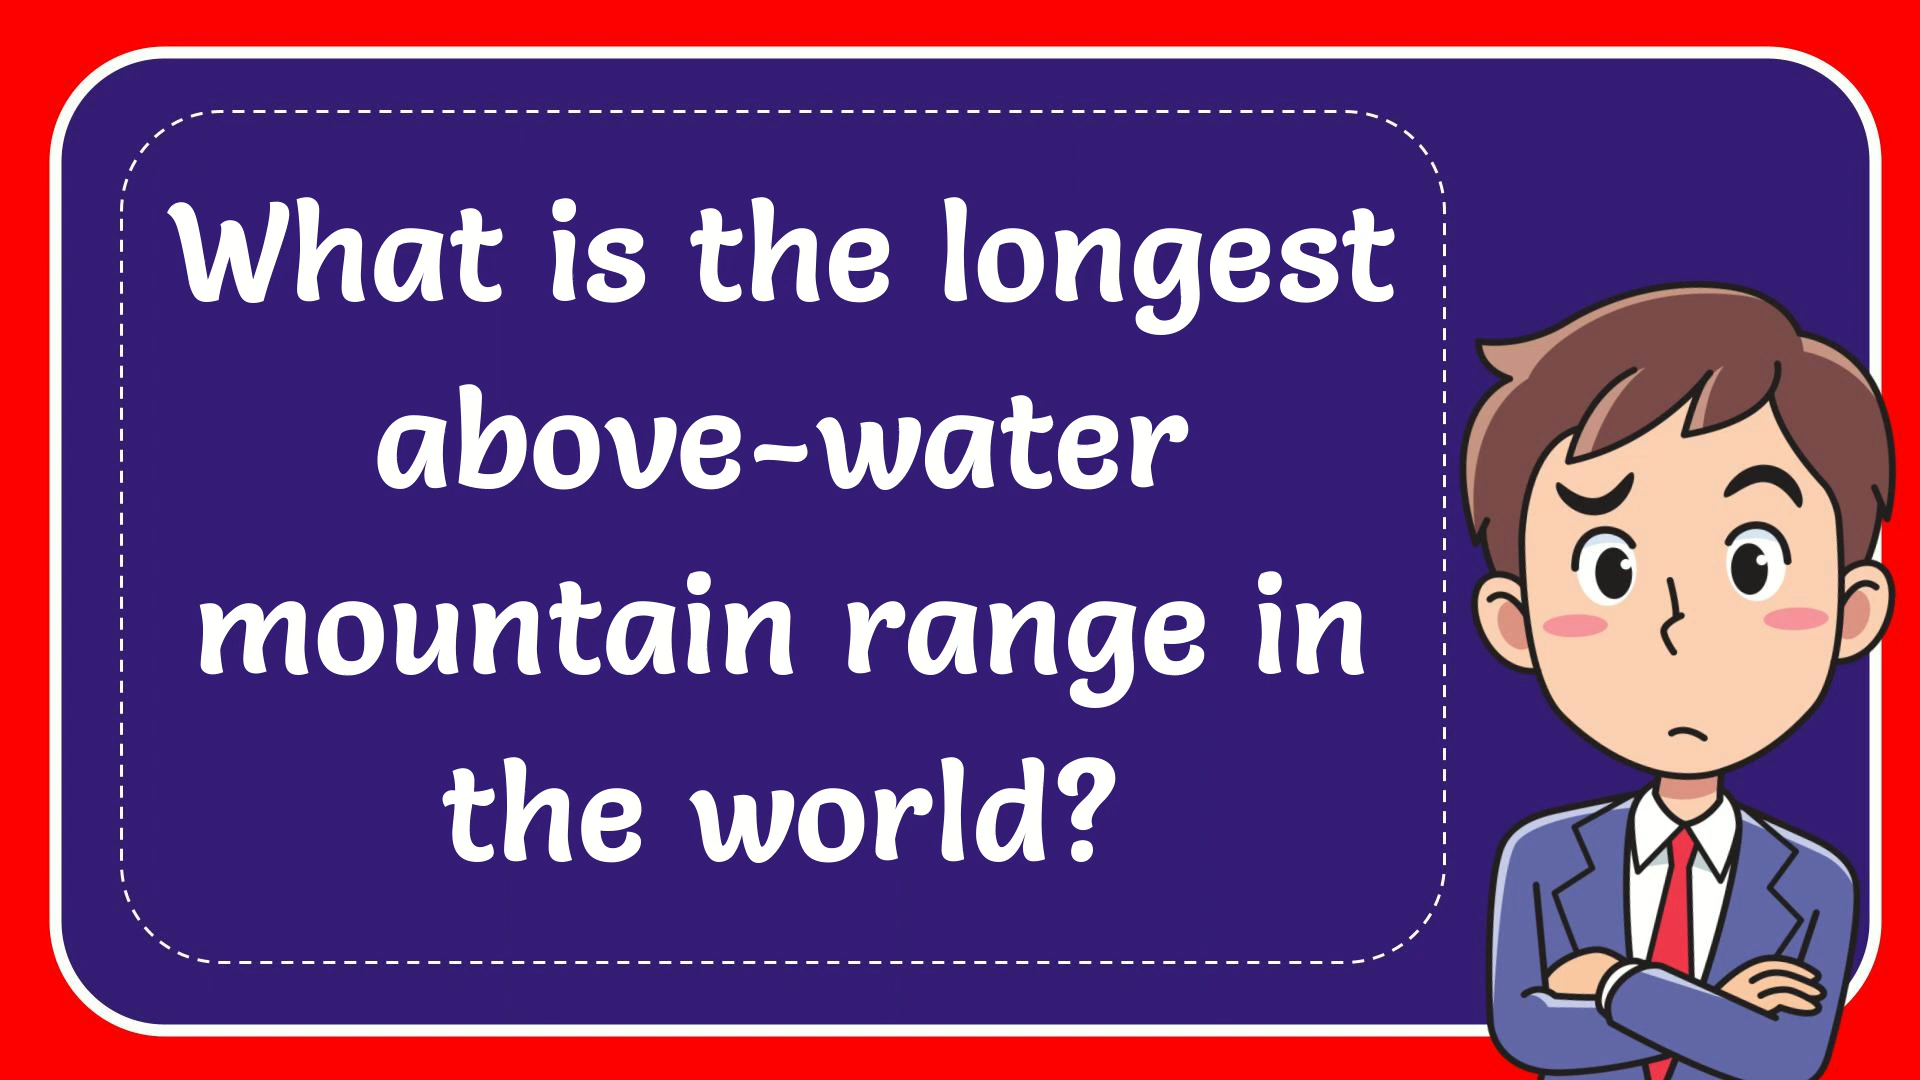 What is the longest
above-water
mountain range in
the world?